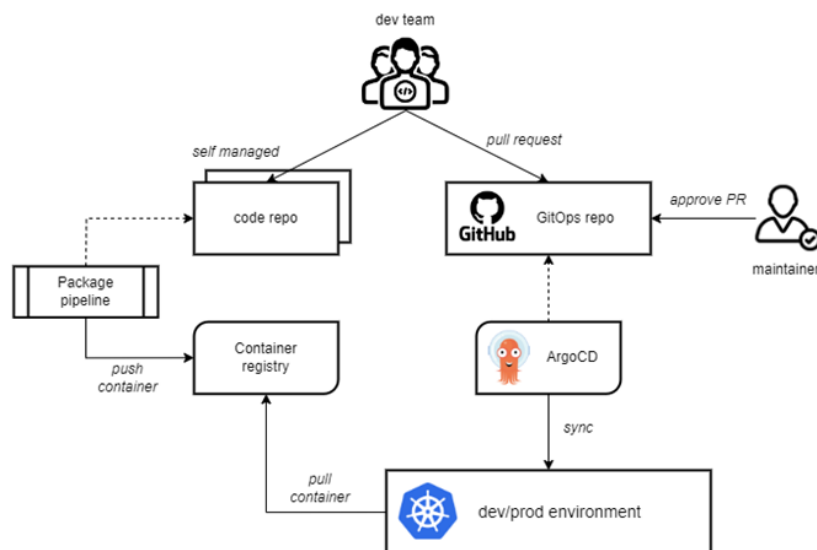 dev team
self managed
pull request
code repo
GitHub
GitOps repo
approve PR
maintainer
Package
pipeline
Container
registry
ArgoCD
push
container
sync
pull
container
dev/prod environment